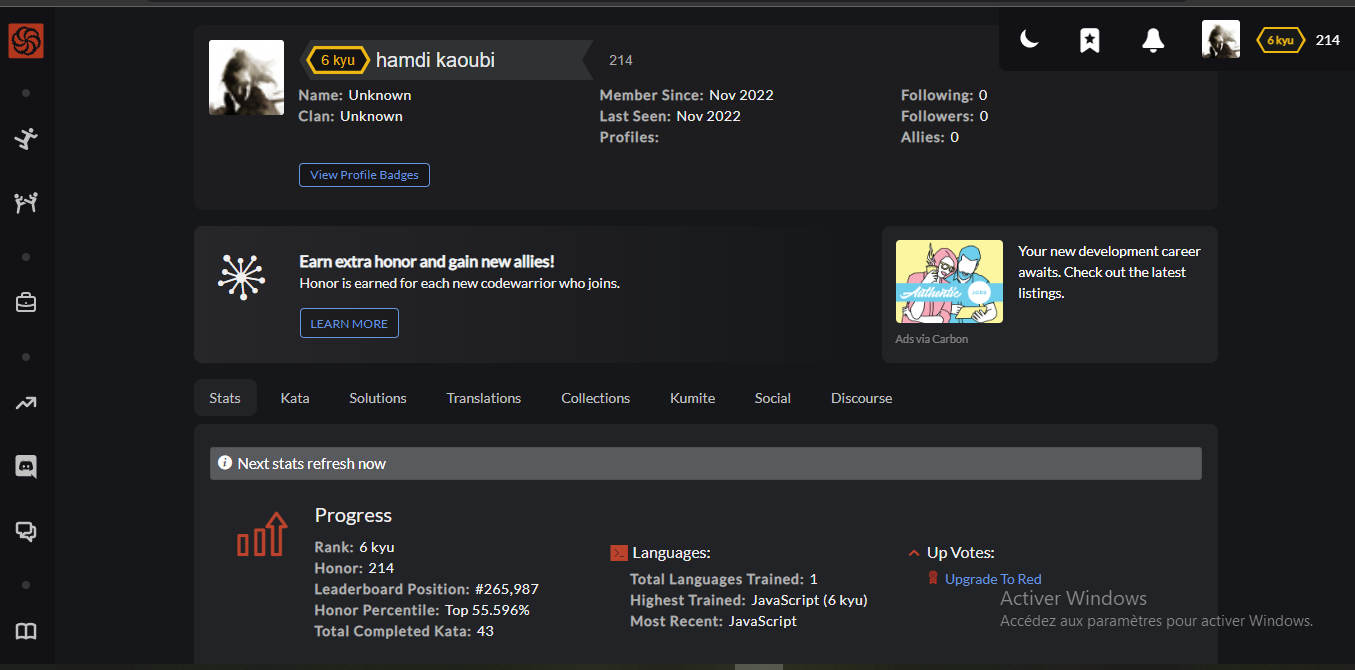 6 kyu hamdi kaoubi 214
6 kyu 214
Name: Unknown
Clan: Unknown
Member Since: Nov 2022
Last Seen: Nov 2022
Profiles:
Following: 0
Followers: 0
Allies: 0
View Profile Badges
Earn extra honor and gain new allies!
Honor is earned for each new codewarrior who joins.
LEARN MORE
Authentic JOBS
Your new development career
awaits. Check out the latest
listings.
Ads via Carbon
Stats Kata Solutions Translations Collections Kumite Social Discourse
Next stats refresh now
Progress
Rank: 6 kyu
Honor: 214
Leaderboard Position: #265,987
Honor Percentile: Top 55.596%
Total Completed Kata: 43
Languages:
Total Languages Trained: 1
Highest Trained: JavaScript (6 kyu)
Most Recent: JavaScript
Up Votes:
Upgrade To Red
Activer Windows
Accédez aux paramètres pour activer Windows.